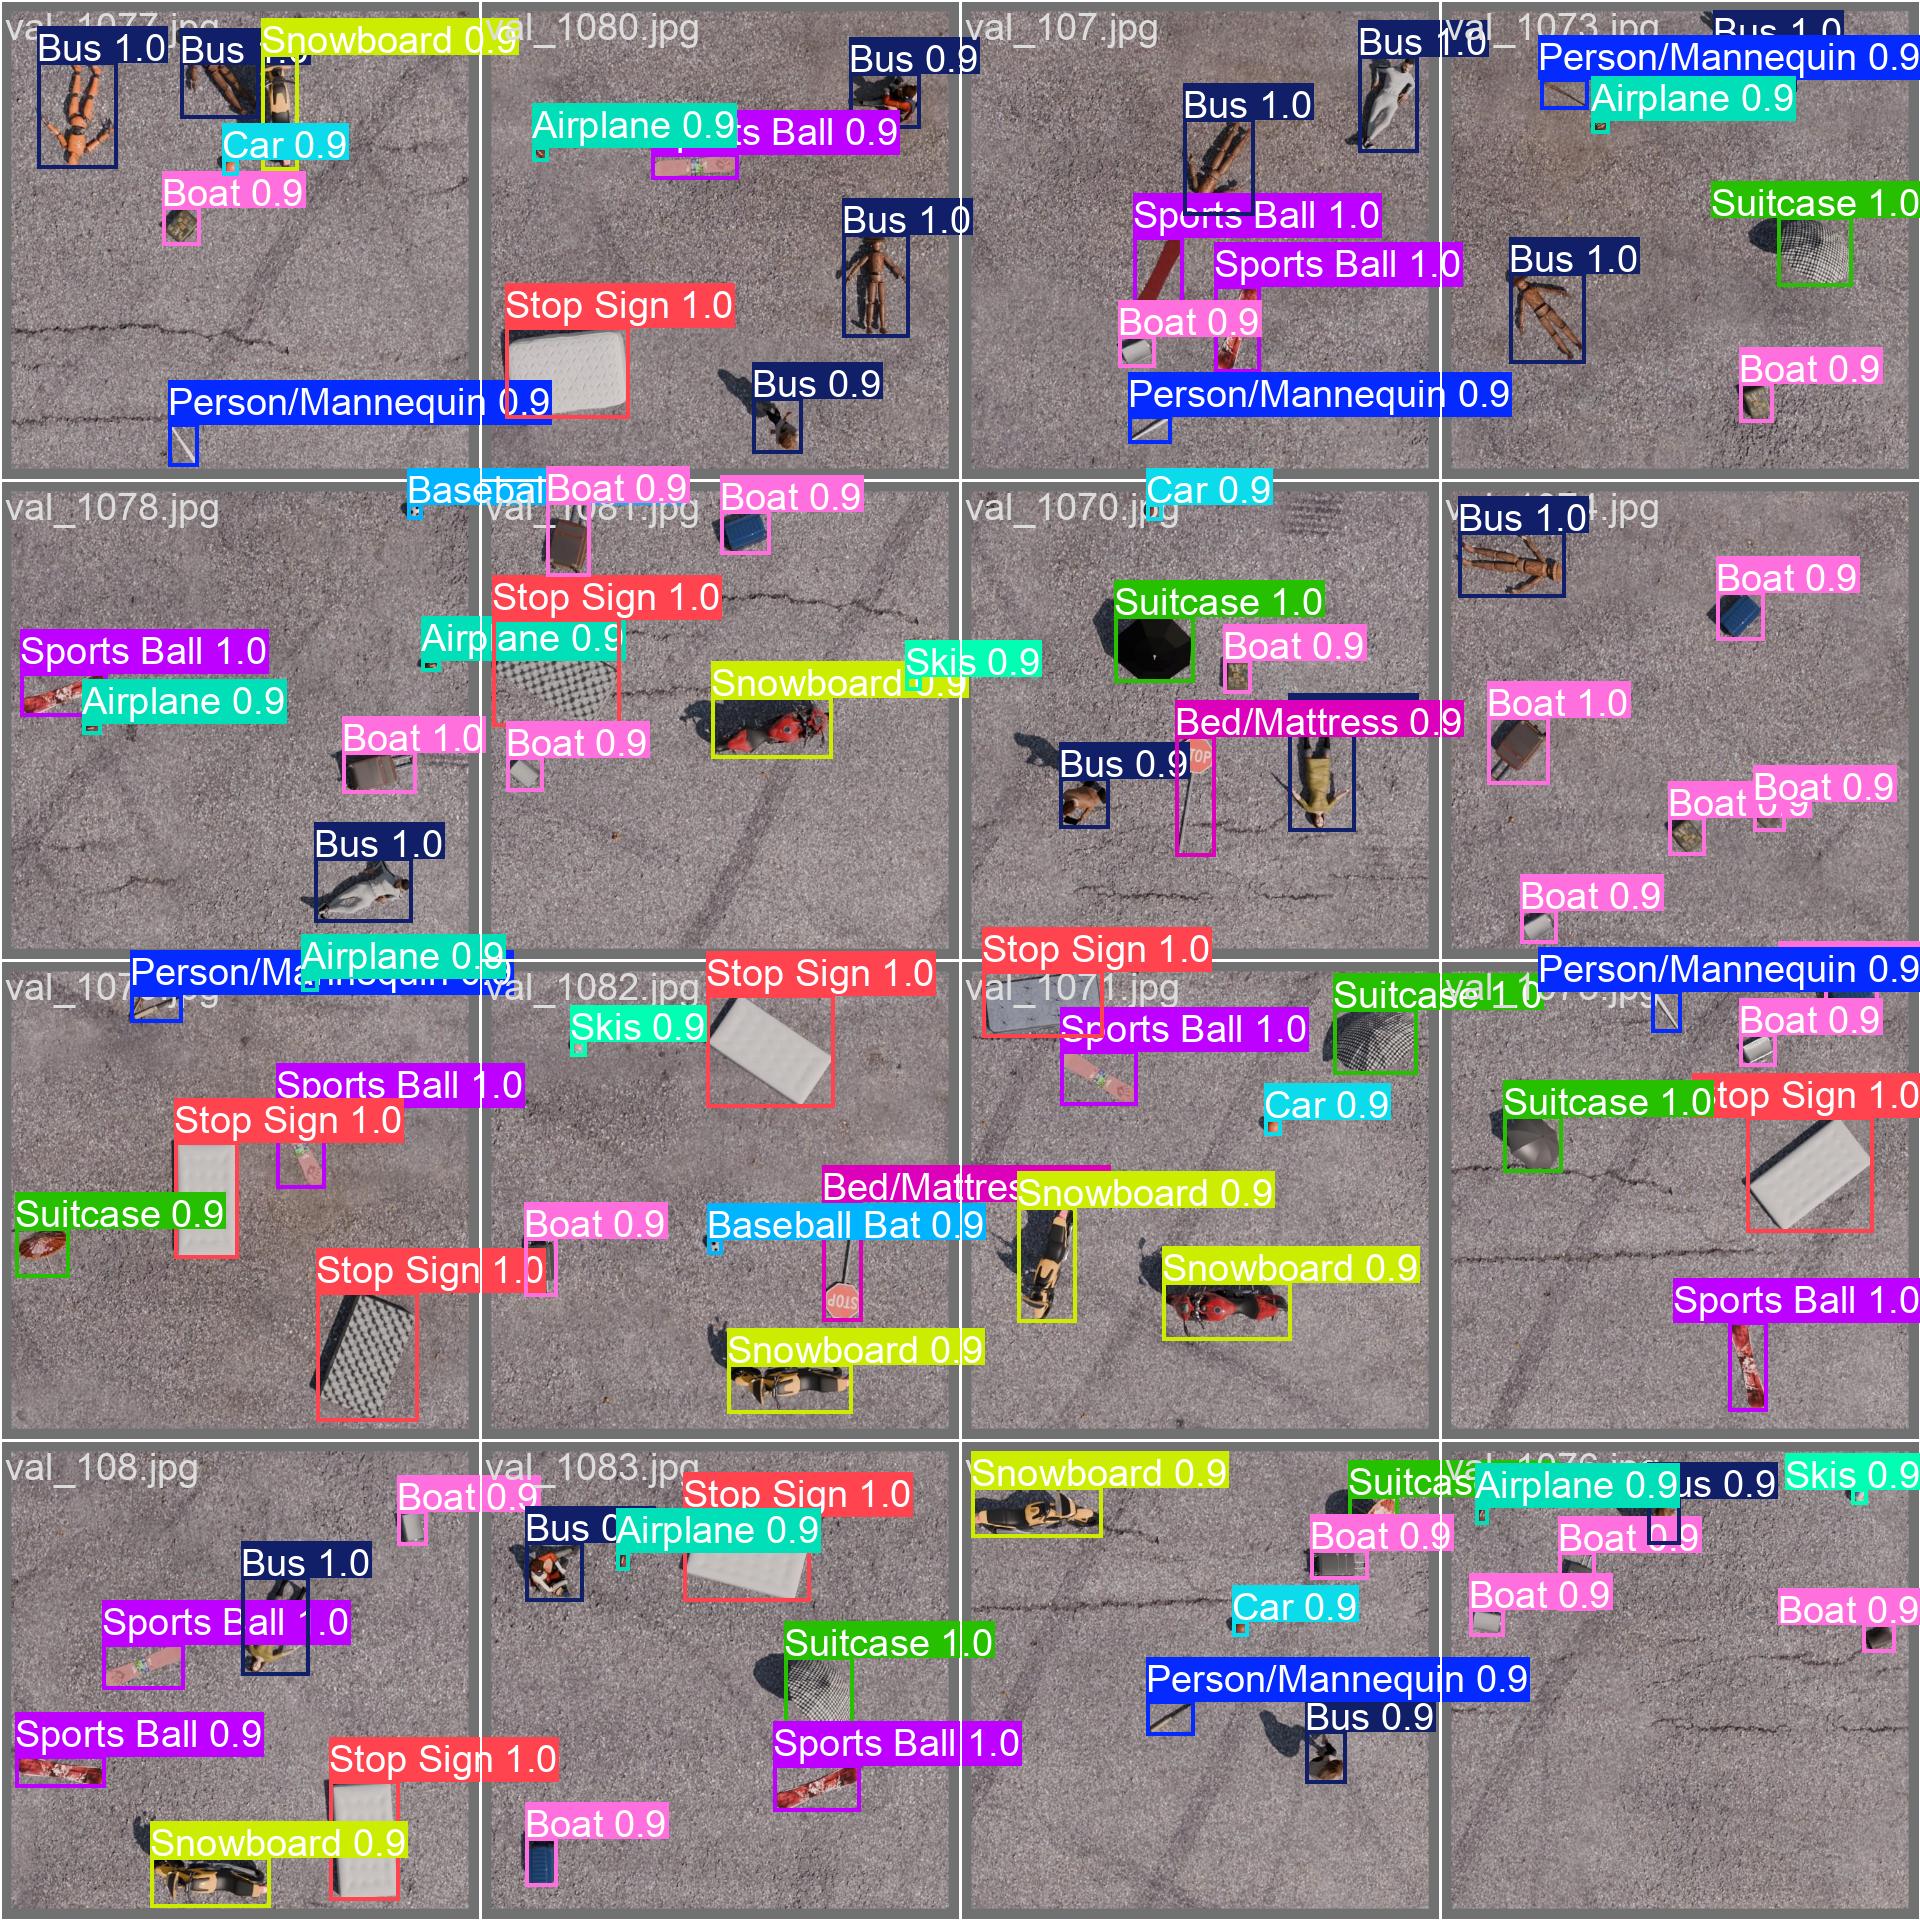 val_1077.jpg
Bus 1.0
Bus
Snowboard 0.9
Car 0.9
Boat 0.9
Person/Mannequin 0.9
val_1080.jpg
Bus 0.9
Airplane 0.9
ts Ball 0.9
Bus 1.0
Stop Sign 1.0
Bus 0.9
val_107.jpg
Bus 1.0
Bus 1.0
Sports Ball 1.0
Sports Ball 1.0
Boat 0.9
Person/Mannequin 0.9
val_1073.jpg
Bus 1.0
Person/Mannequin 0.9
Airplane 0.9
Suitcase 1.0
Bus 1.0
Boat 0.9
val_1078.jpg
Basebal
Sports Ball 1.0
Airplane 0.9
Airplane 0.9
Boat 1.0
Bus 1.0
val_1081.jpg
Boat 0.9
Boat 0.9
Stop Sign 1.0
Skis 0.9
Snowboard 0.9
Boat 0.9
val_1070.jpg
Car 0.9
Suitcase 1.0
Boat 0.9
Bed/Mattress 0.9
STOP
Bus 0.9
Bus 1.0
Boat 0.9
Boat 1.0
Boat 0.9
Boat 0.9
Boat 0.9
Person/Mannequin 0.9
Airplane 0.9
Sports Ball 1.0
Stop Sign 1.0
Suitcase 0.9
Stop Sign 1.0
val_1082.jpg
Stop Sign 1.0
Skis 0.9
Bed/Mattres
Boat 0.9
Baseball Bat 0.9
STOP
Snowboard 0.9
val_1071.jpg
Stop Sign 1.0
Suitcase 1.0
Sports Ball 1.0
Car 0.9
Snowboard 0.9
Snowboard 0.9
Person/Mannequin 0.9
Boat 0.9
Suitcase 1.0
top Sign 1.0
Sports Ball 1.0
val_108.jpg
Boat 0.9
Bus 1.0
Sports Ball 1.0
Sports Ball 0.9
Stop Sign 1.0
Snowboard 0.9
val_1083.jpg
Stop Sign 1.0
Bus 0
Airplane 0.9
Suitcase 1.0
Sports Ball 1.0
Boat 0.9
Snowboard 0.9
Suitcas
Boat 0.9
Car 0.9
Person/Mannequin 0.9
Bus 0.9
val_1076.jpg
Airplane 0.9
us 0.9
Skis 0.9
Boat 0.9
Boat 0.9
Boat 0.9